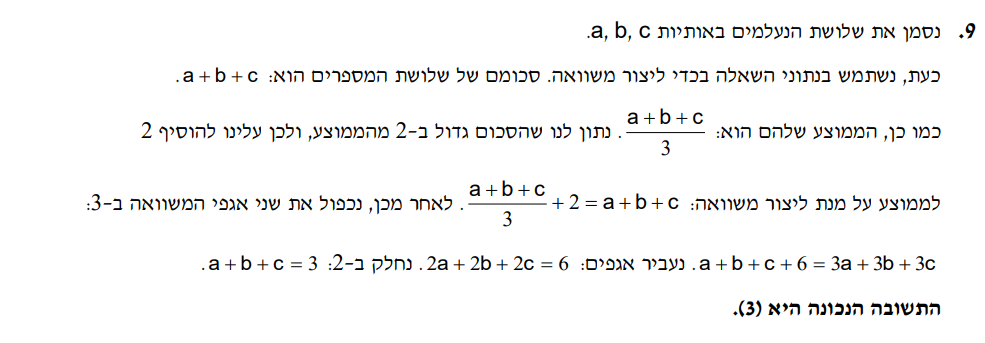 9. נסמן את שלושת הנעלמים באותיות a, b, c.
כעת, נשתמש בנתוני השאלה בכדי ליצור משוואה. סכומם של שלושת המספרים הוא: a + b + c.
כמו כן, הממוצע שלהם הוא: (a + b + c)/3. נתון לנו שהסכום גדול ב-2 מהממוצע, ולכן עלינו להוסיף 2
לממוצע על מנת ליצור משוואה: (a + b + c)/3 + 2 = a + b + c. לאחר מכן, נכפול את שני אגפי המשוואה ב-3:
a + b + c + 6 = 3a + 3b + 3c. נעביר אגפים: 2a + 2b + 2c = 6. נחלק ב-2: a + b + c = 3.
התשובה הנכונה היא (3).